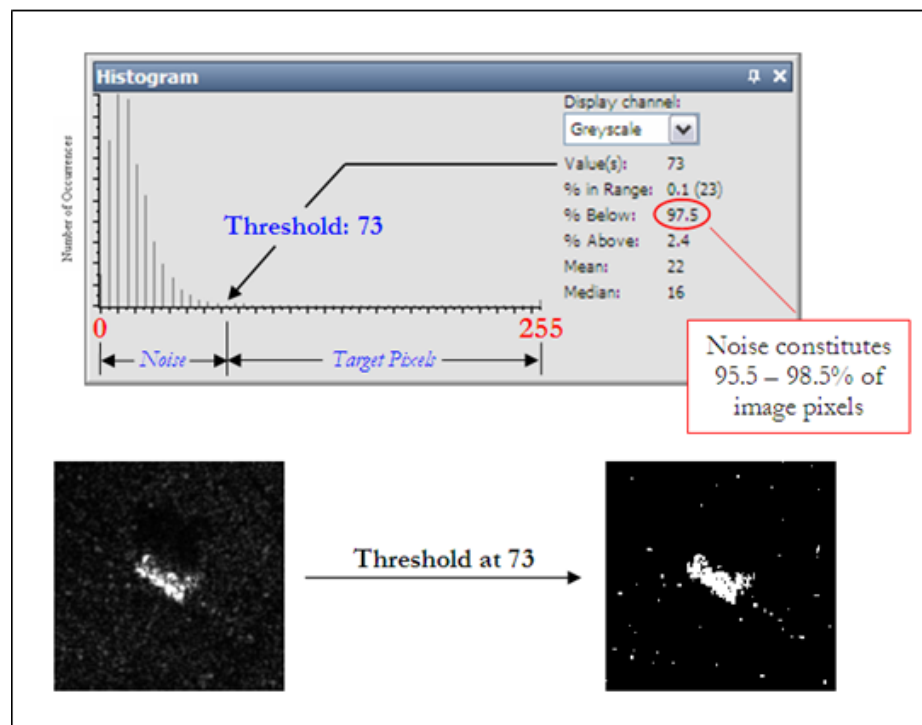 Histogram
Display channel:
Greyscale
Number of Occurrences
Value(s): 73
% in Range: 0.1 (23)
% Below: 97.5
% Above: 2.4
Mean: 22
Median: 16
Threshold: 73
0
255
Noise
Target Pixels
Noise constitutes
95.5 – 98.5% of
image pixels
Threshold at 73